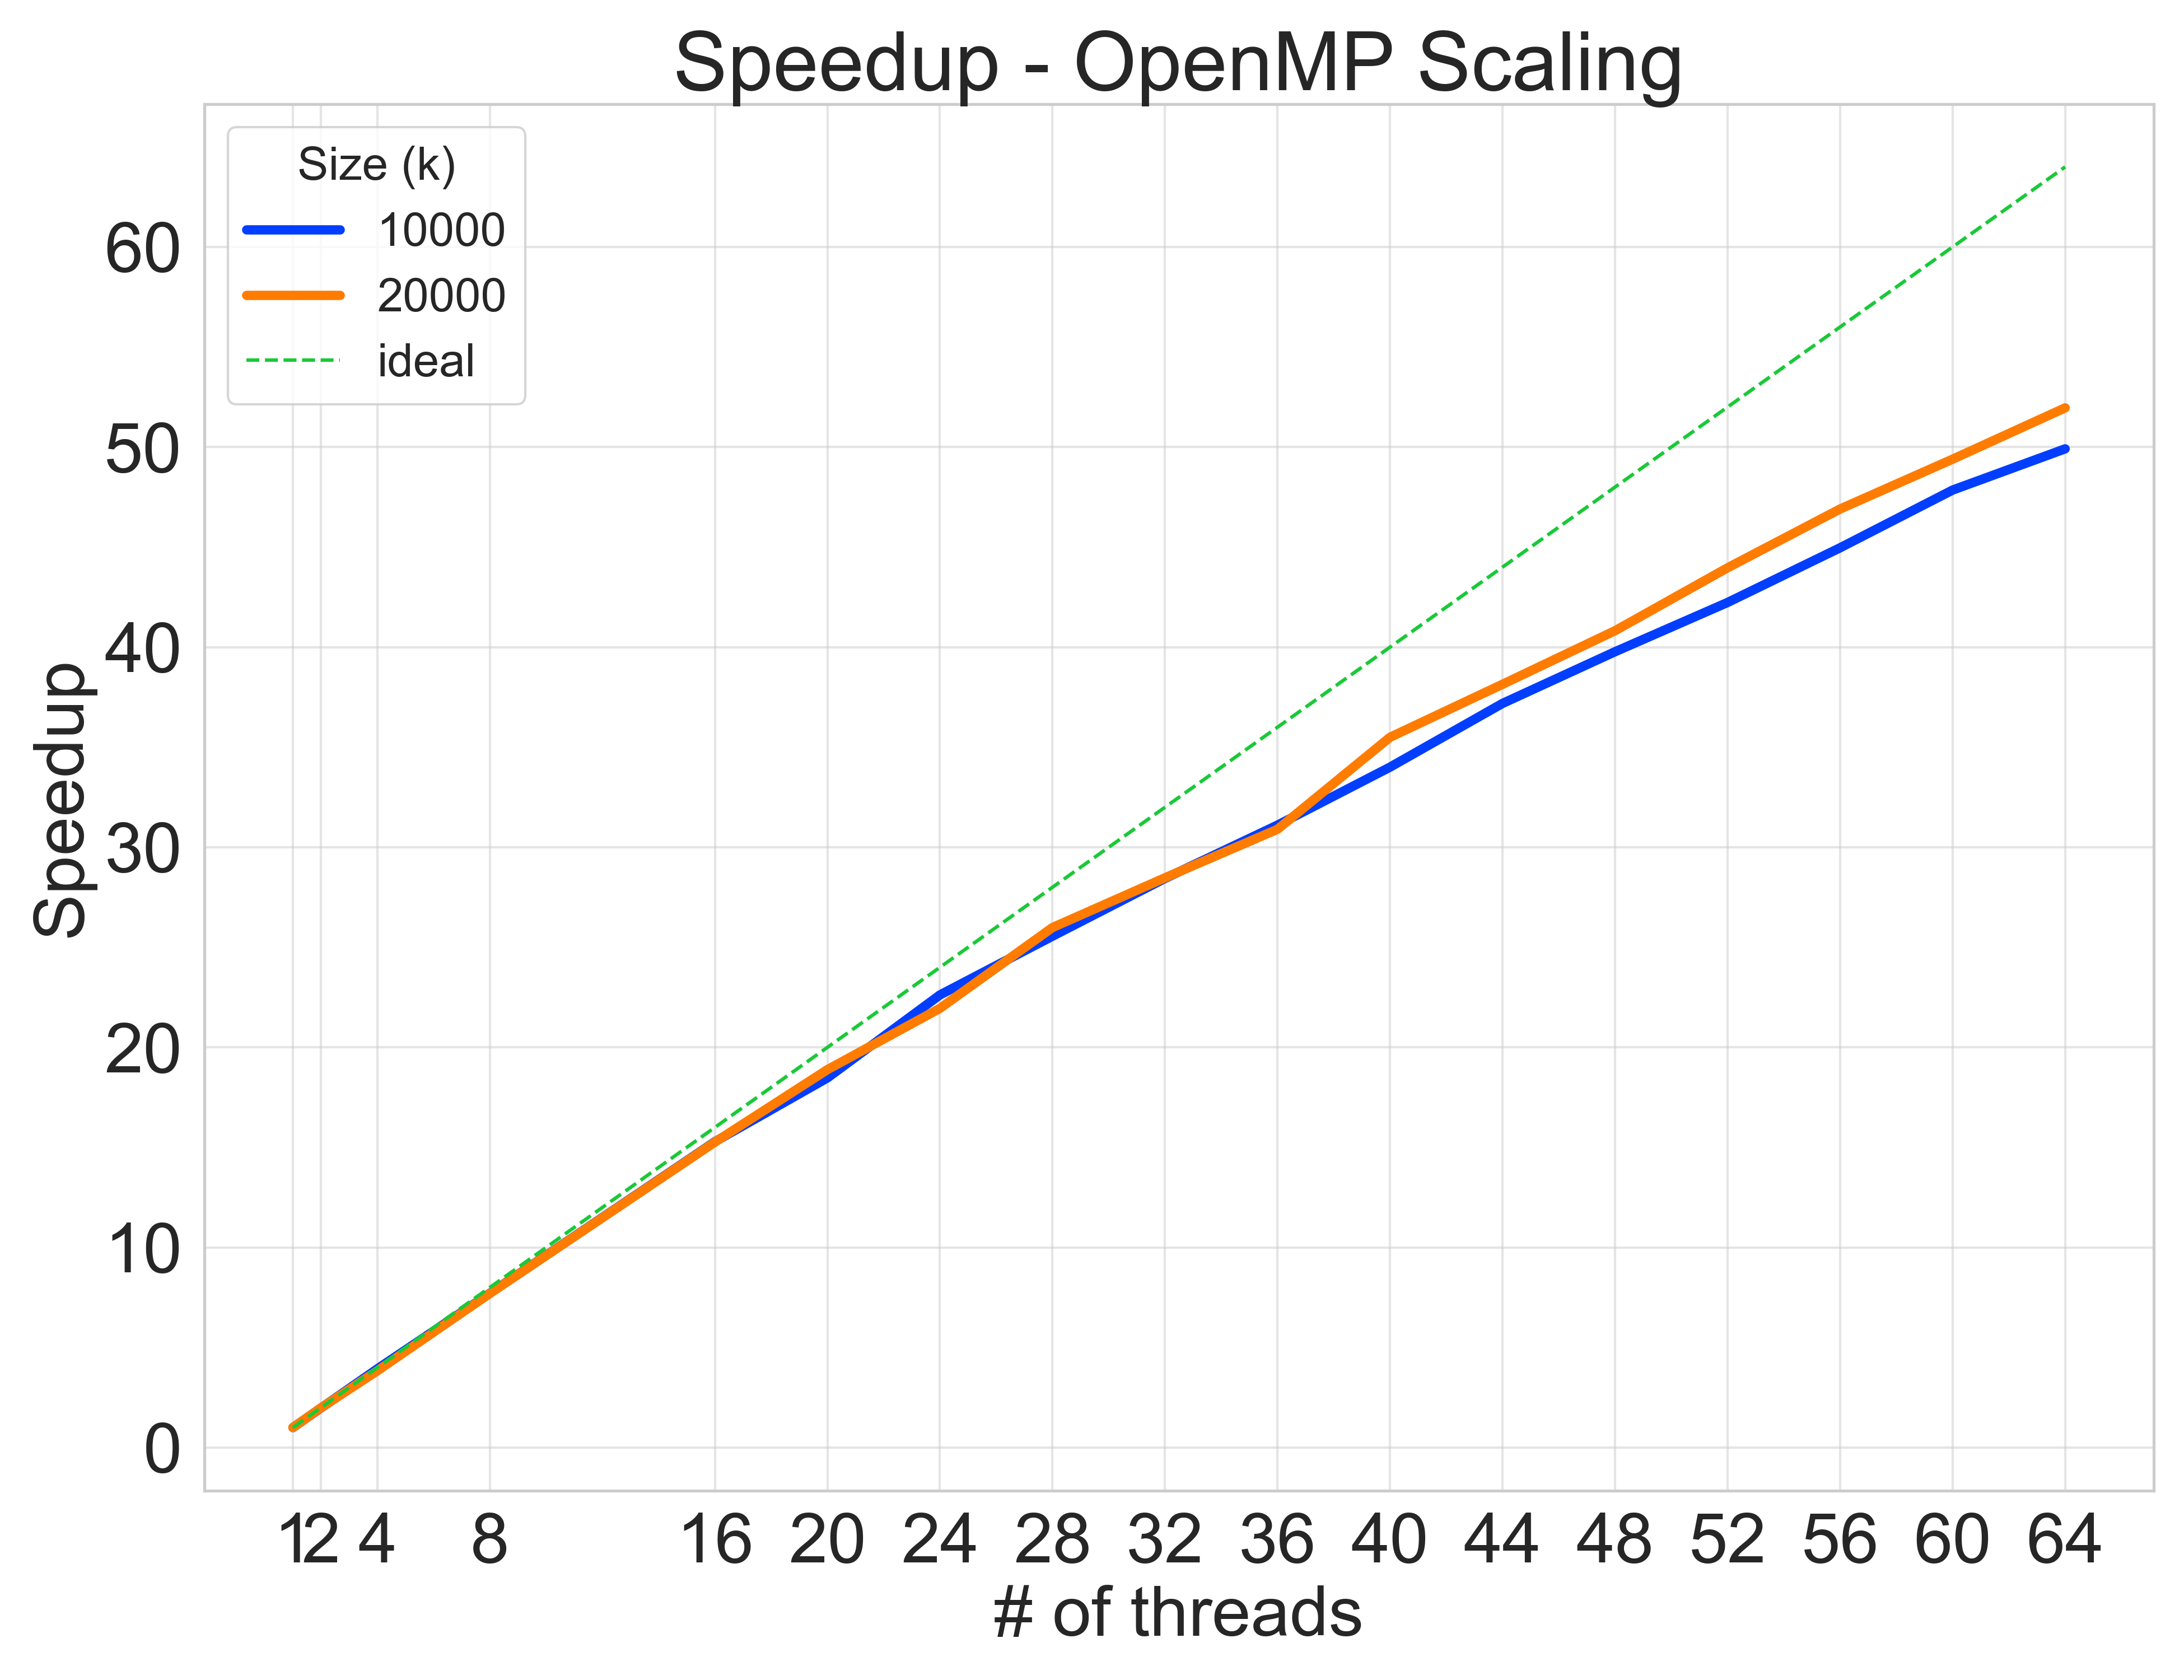 Speedup - OpenMP Scaling
Size (k)
10000
20000
ideal
60
50
40
30
20
10
0
Speedup
1 2 4 8 16 20 24 28 32 36 40 44 48 52 56 60 64
# of threads